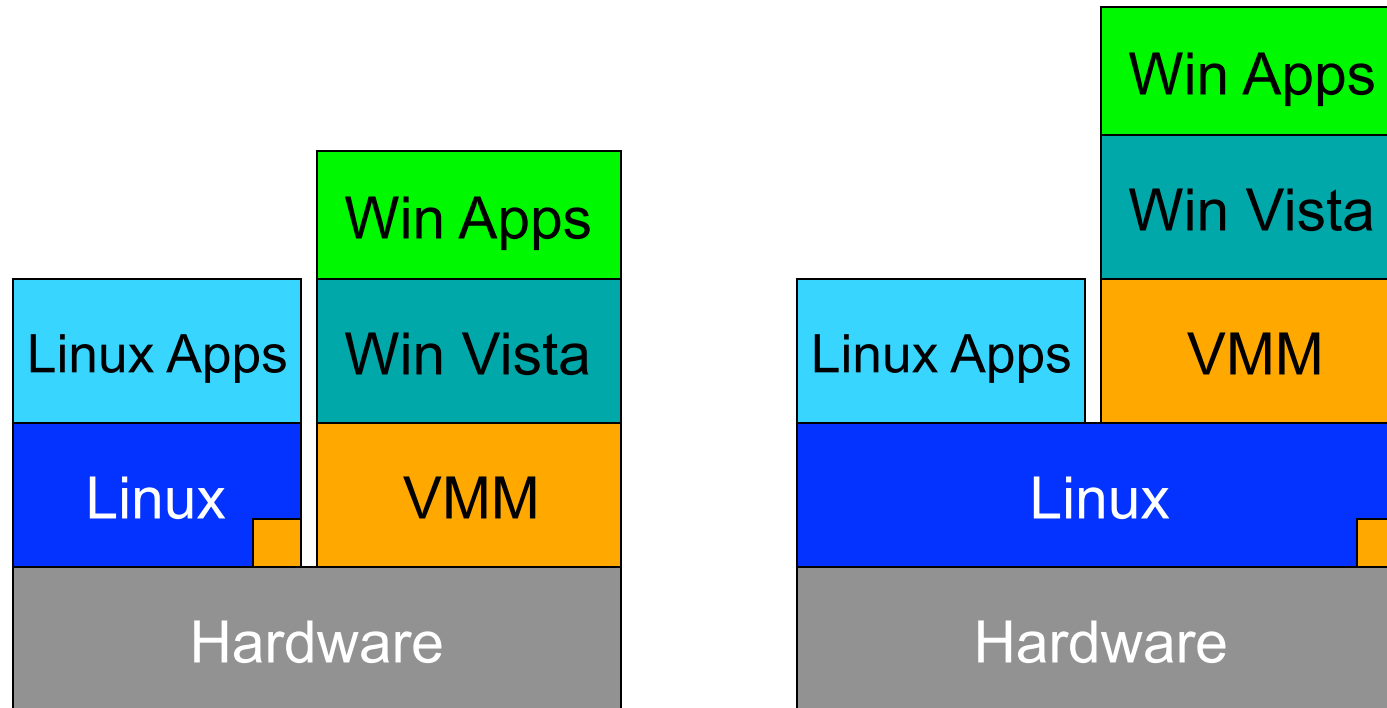 Win Apps
Win Vista
Linux Apps
VMM
Linux
Hardware
Win Apps
Win Vista
Linux Apps
VMM
Linux
Hardware